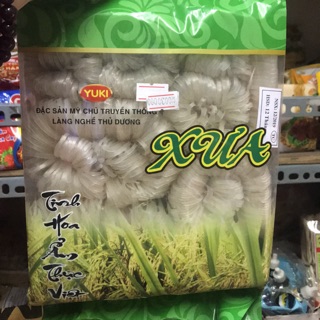 YUKI
ĐẶC SẢN MỲ CHŨ TRUYỀN THỐNG
LÀNG NGHỀ THỦ DƯƠNG
XƯA
Tinh
Hoa
Ẩm
Thực
Việt